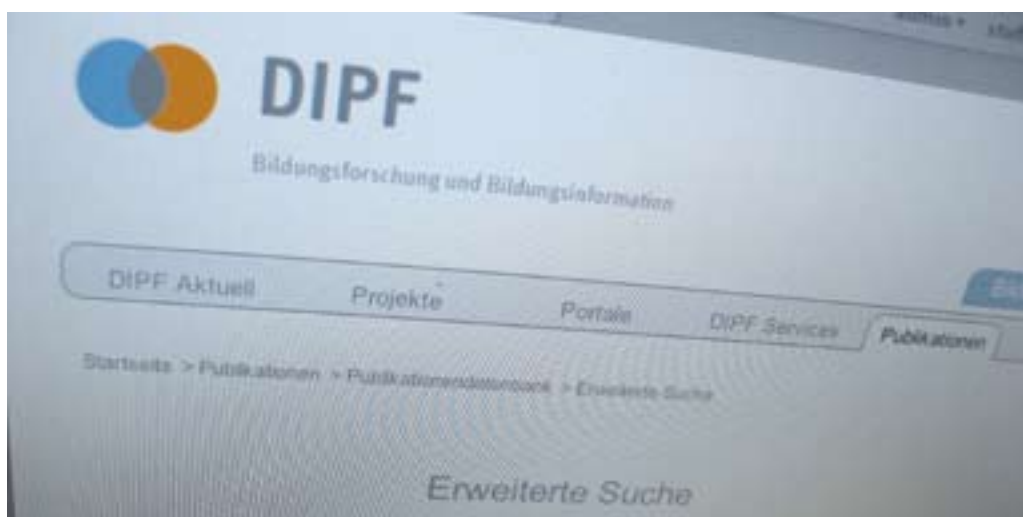 DIPF
Bildungsforschung und Bildungsinformation
DIPF Aktuell Projekte Portale DIPF Services Publikationen
Startseite > Publikationen > Publikationendatenbank > Erweiterte Suche
Erweiterte Suche